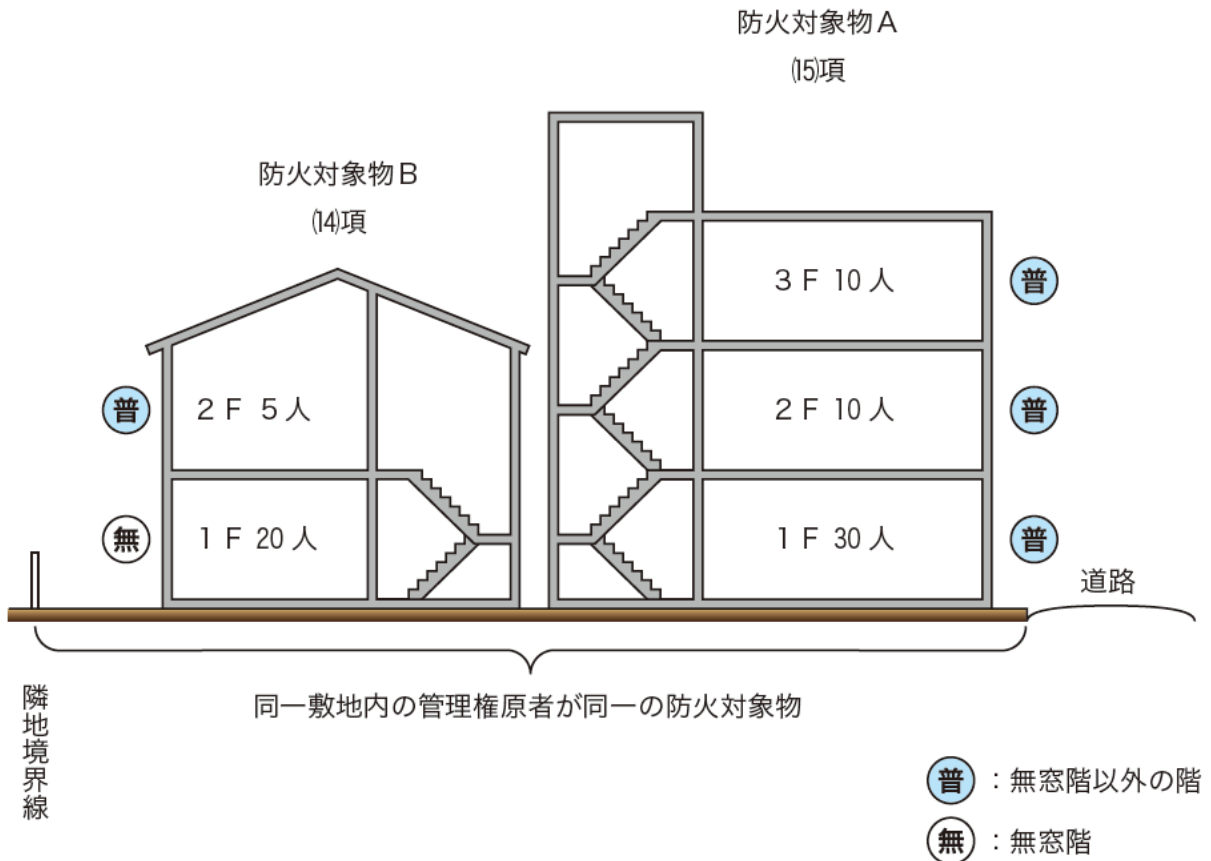 防火対象物A
⒂項
防火対象物B
⒁項
3F 10人
普
普
2F 5人
2F 10人
普
無
1F 20人
1F 30人
普
道路
隣地境界線
同一敷地内の管理権原者が同一の防火対象物
普：無窓階以外の階
無：無窓階